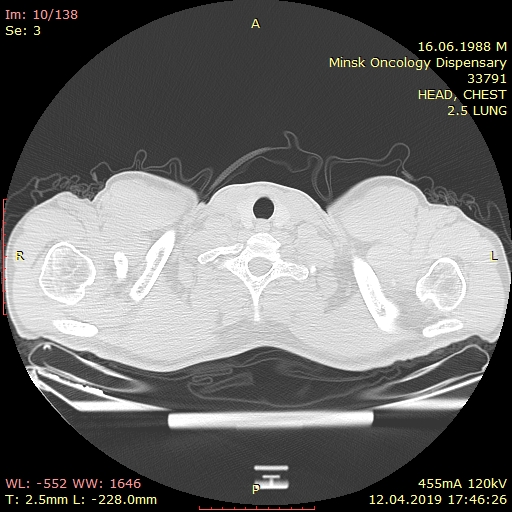 Im: 10/138
Se: 3
A
16.06.1988 M
Minsk Oncology Dispensary
33791
HEAD, CHEST
2.5 LUNG
R
L
WL: -552 WW: 1646
T: 2.5mm L: -228.0mm
P
455mA 120kV
12.04.2019 17:46:26